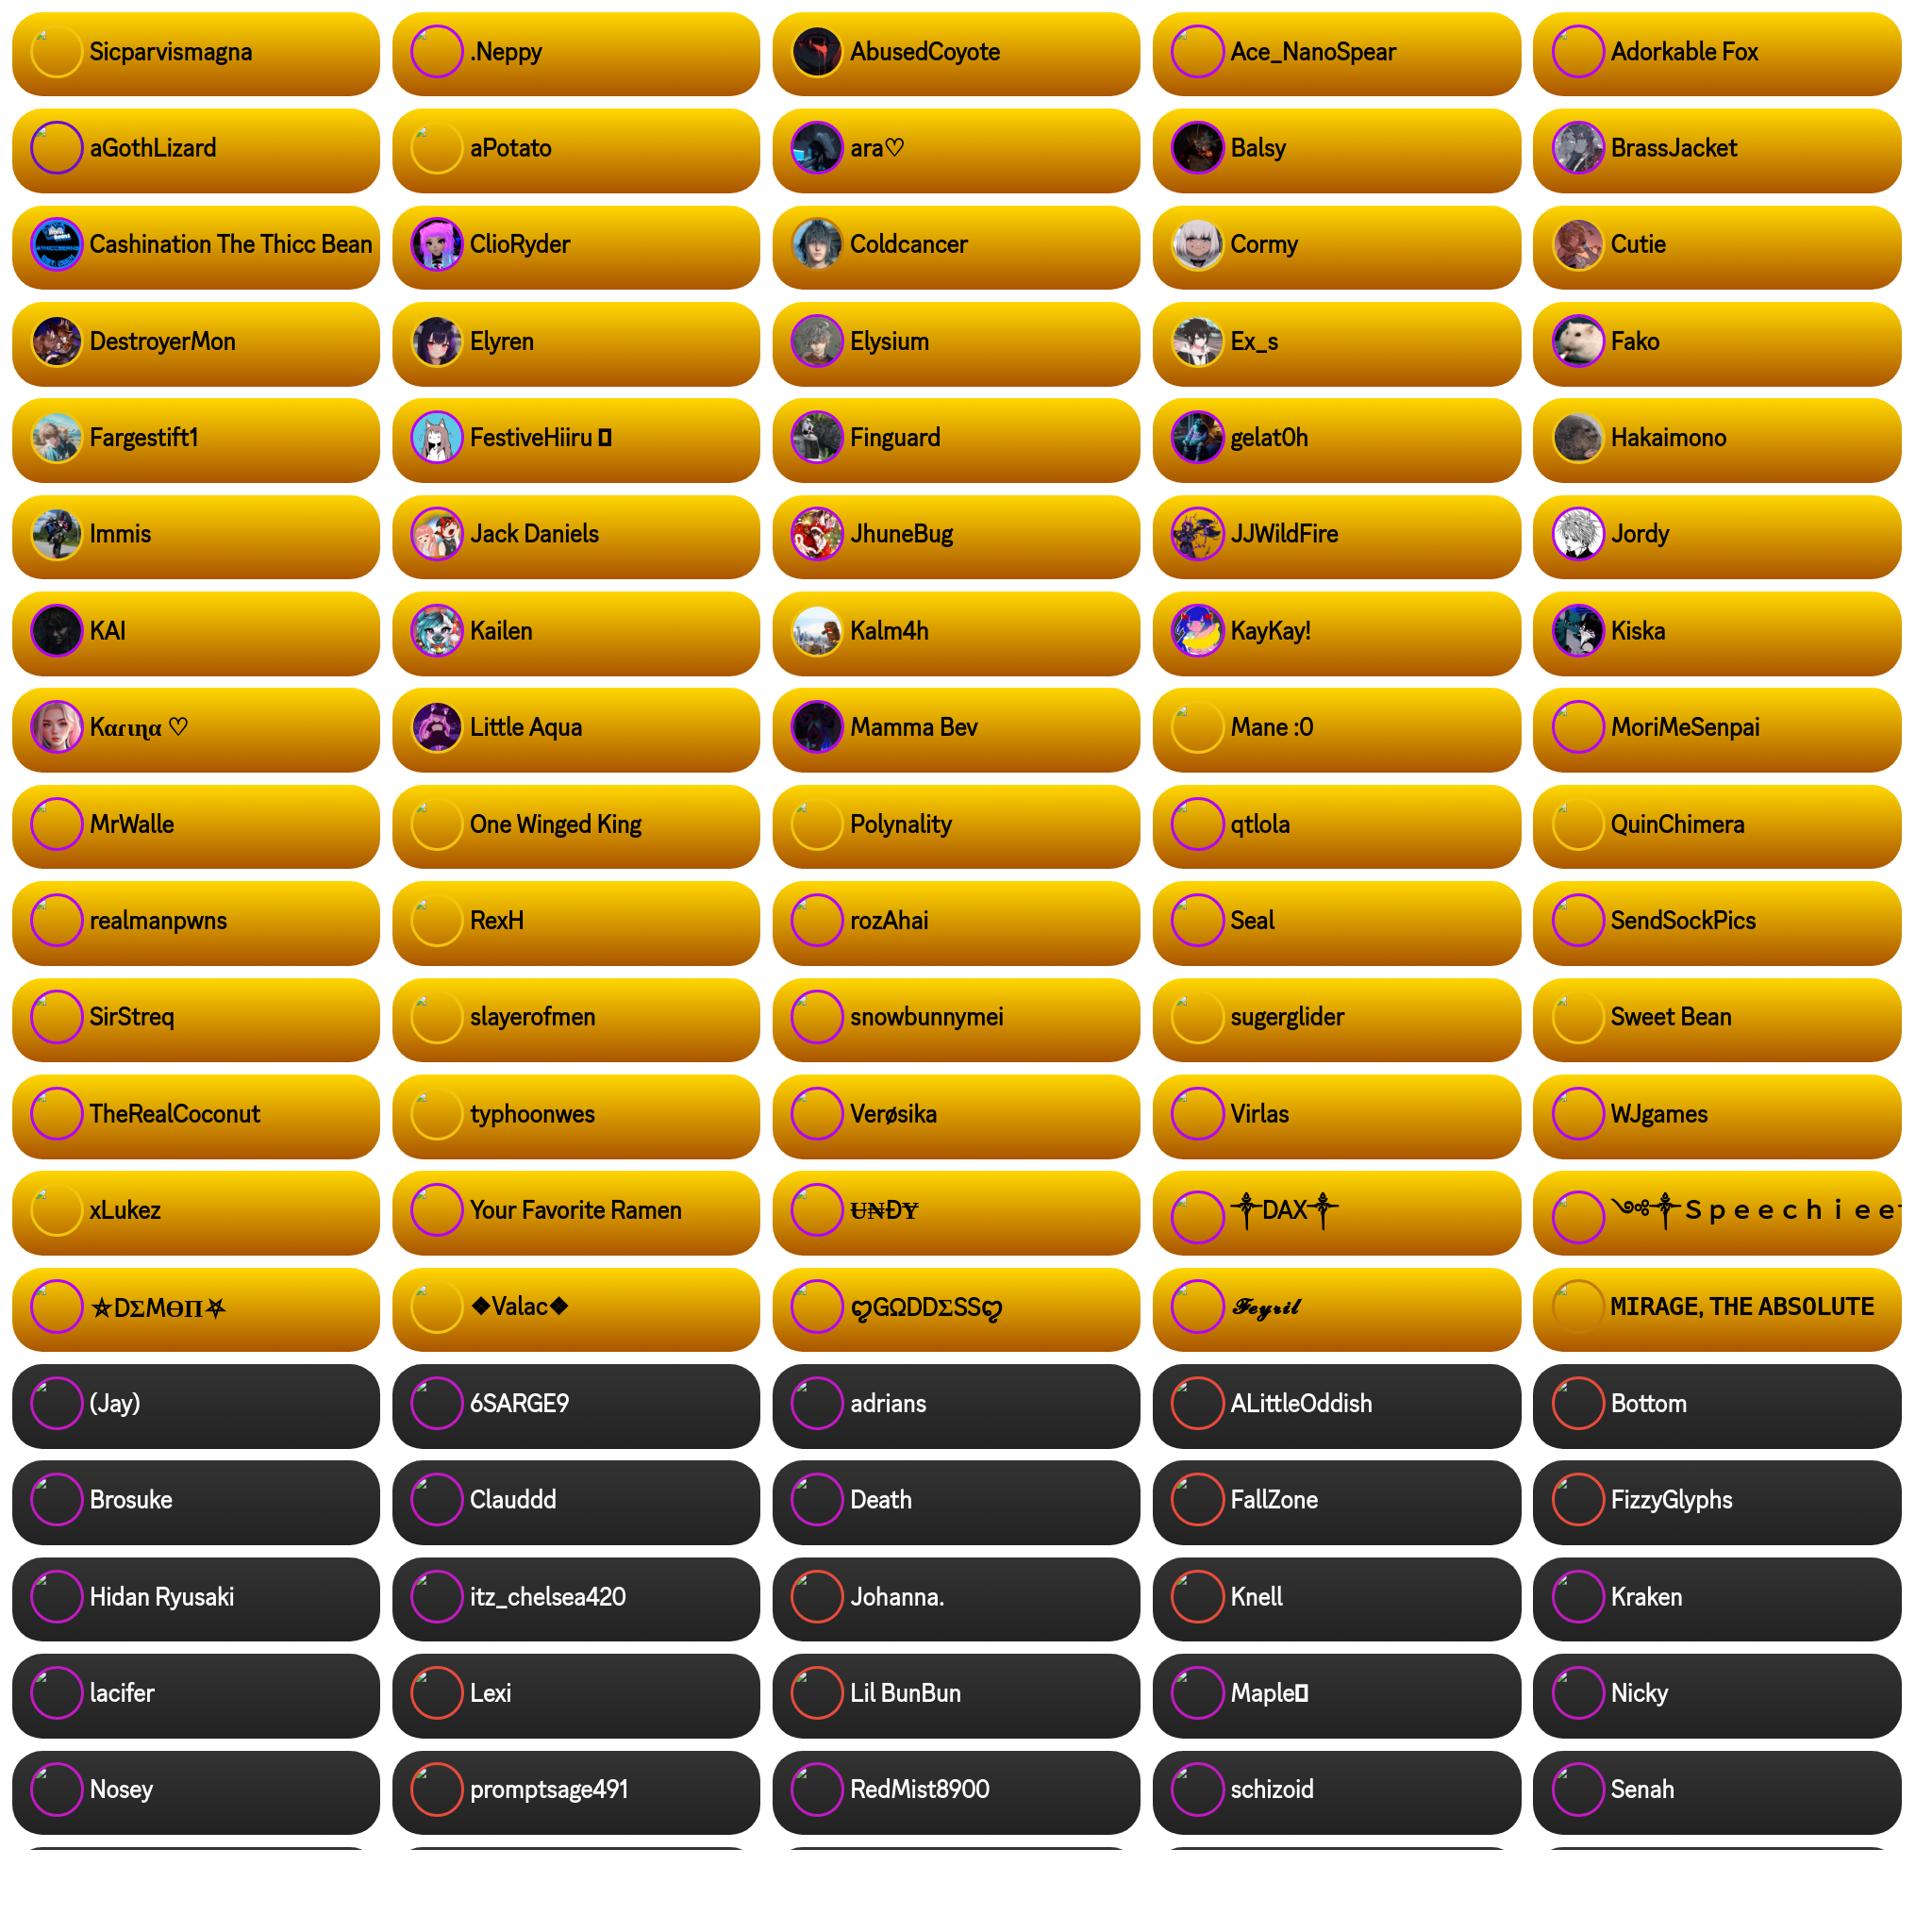 Sicparvismagna
.Neppy
AbusedCoyote
Ace_NanoSpear
Adorkable Fox
aGothLizard
aPotato
ara♡
Balsy
BrassJacket
Cashination The Thicc Bean
ClioRyder
Coldcancer
Cormy
Cutie
DestroyerMon
Elyren
Elysium
Ex_s
Fako
Fargestift1
FestiveHiiru
Finguard
gelat0h
Hakaimono
Immis
Jack Daniels
JhuneBug
JJWildFire
Jordy
KAI
Kailen
Kalm4h
KayKay!
Kiska
Kαɾιɳα ♡
Little Aqua
Mamma Bev
Mane :0
MoriMeSenpai
MrWalle
One Winged King
Polynality
qtlola
QuinChimera
realmanpwns
RexH
rozAhai
Seal
SendSockPics
SirStreq
slayerofmen
snowbunnymei
sugerglider
Sweet Bean
TheRealCoconut
typhoonwes
Verøsika
Virlas
WJgames
xLukez
Your Favorite Ramen
Ʉ₦ĐɎ
༒DAX༒
༺༒Ｓｐｅｅｃｈｉｅｅ
⛤DΣMӨП⛧
❖Valac❖
ღGΩDDΣSSღ
𝓕𝓮𝔂𝓻𝓲𝓵
MIRAGE, THE ABSOLUTE
(Jay)
6SARGE9
adrians
ALittleOddish
Bottom
Brosuke
Clauddd
Death
FallZone
FizzyGlyphs
Hidan Ryusaki
itz_chelsea420
Johanna.
Knell
Kraken
lacifer
Lexi
Lil BunBun
Maple
Nicky
Nosey
promptsage491
RedMist8900
schizoid
Senah